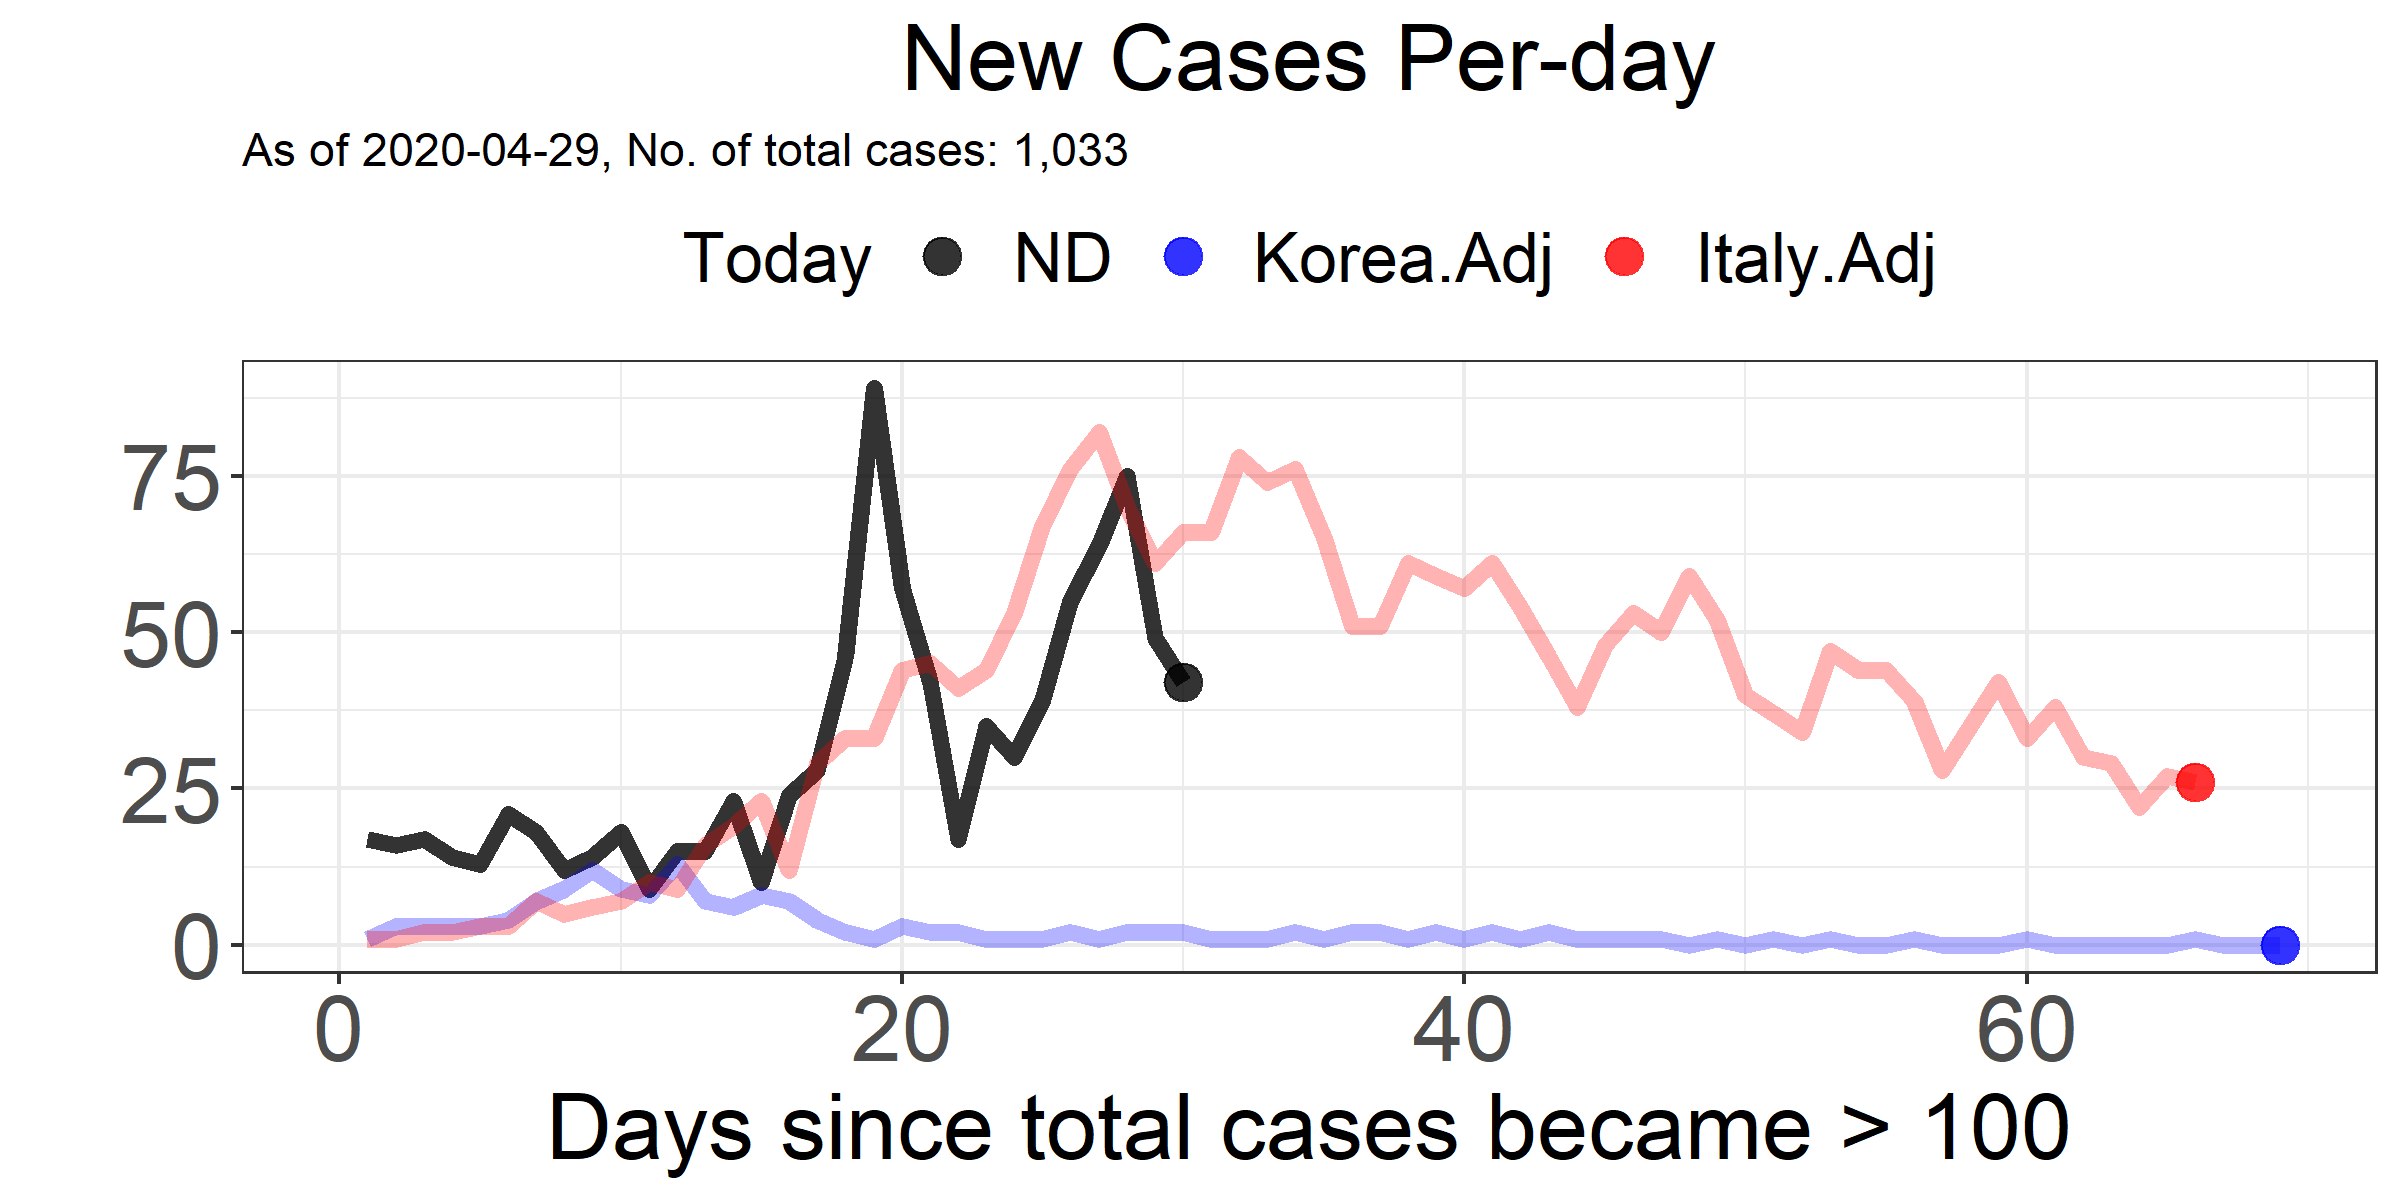 New Cases Per-day
As of 2020-04-29, No. of total cases: 1,033
Today ND Korea.Adj Italy.Adj
75
50
25
0
0 20 40 60
Days since total cases became > 100